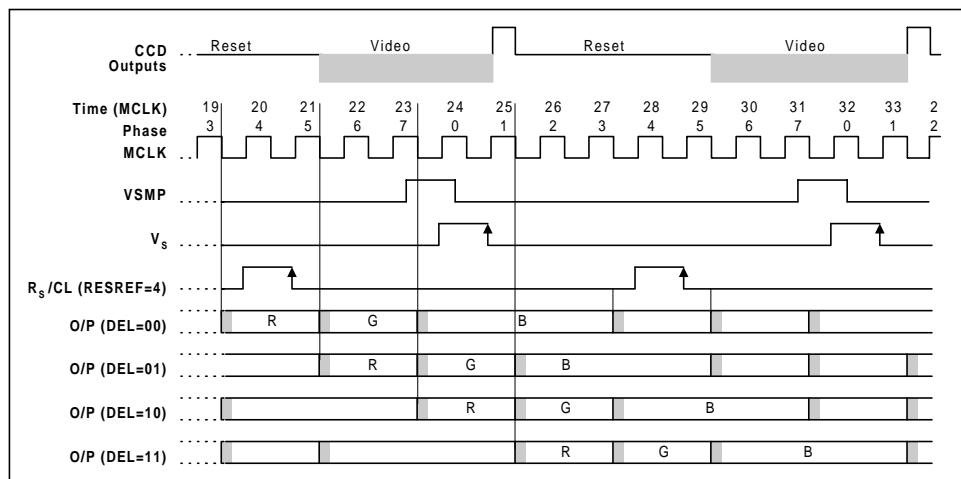 CCD Outputs Reset Video Reset Video
Time (MCLK) 19 20 21 22 23 24 25 26 27 28 29 30 31 32 33 2
Phase 3 4 5 6 7 0 1 2 3 4 5 6 7 0 1 2
MCLK
VSMP
VS
RS/CL (RESREF=4)
O/P (DEL=00) R G B
O/P (DEL=01) R G B
O/P (DEL=10) R G B
O/P (DEL=11) R G B